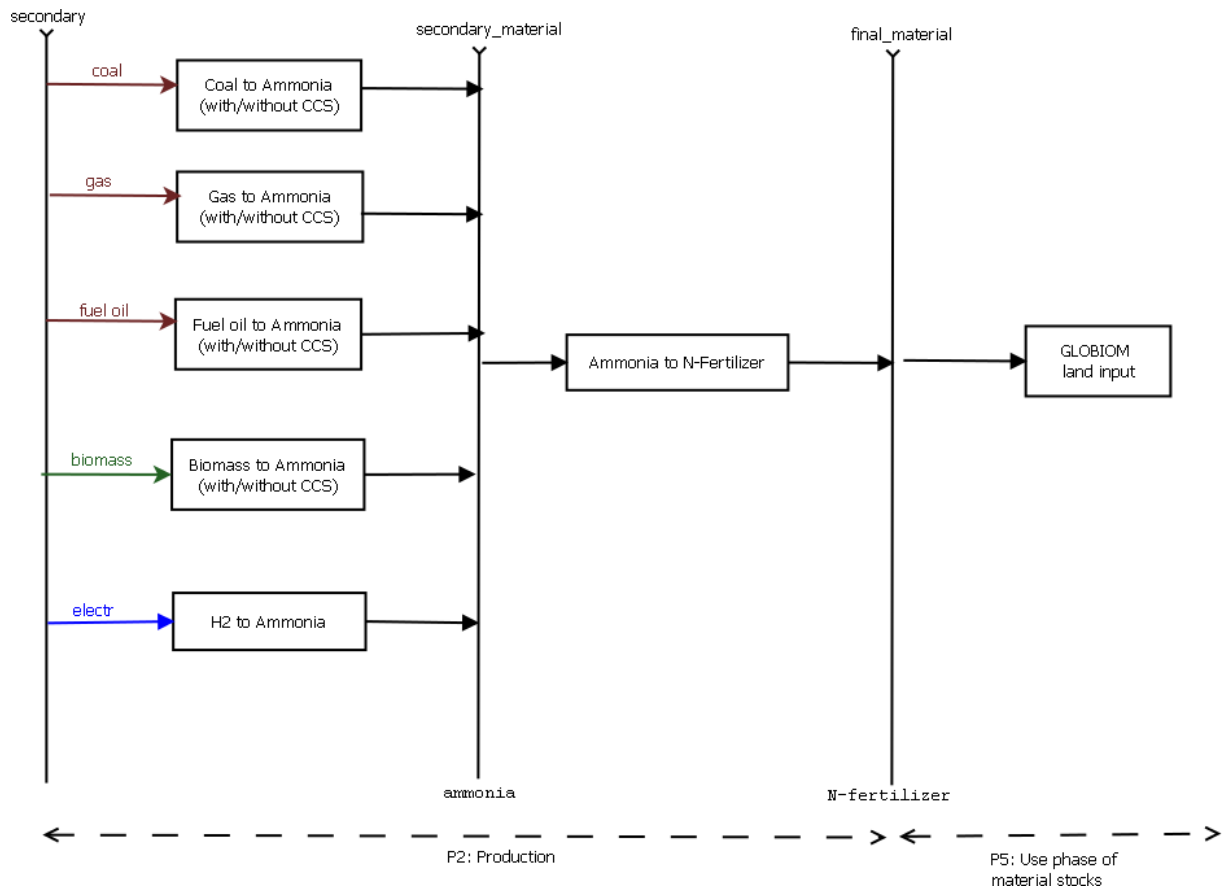 secondary
secondary_material
final_material
coal
Coal to Ammonia
(with/without CCS)
gas
Gas to Ammonia
(with/without CCS)
fuel oil
Fuel oil to Ammonia
(with/without CCS)
Ammonia to N-Fertilizer
GLOBIOM
land input
biomass
Biomass to Ammonia
(with/without CCS)
electr
H2 to Ammonia
ammonia
N-fertilizer
P2: Production
P5: Use phase of
material stocks